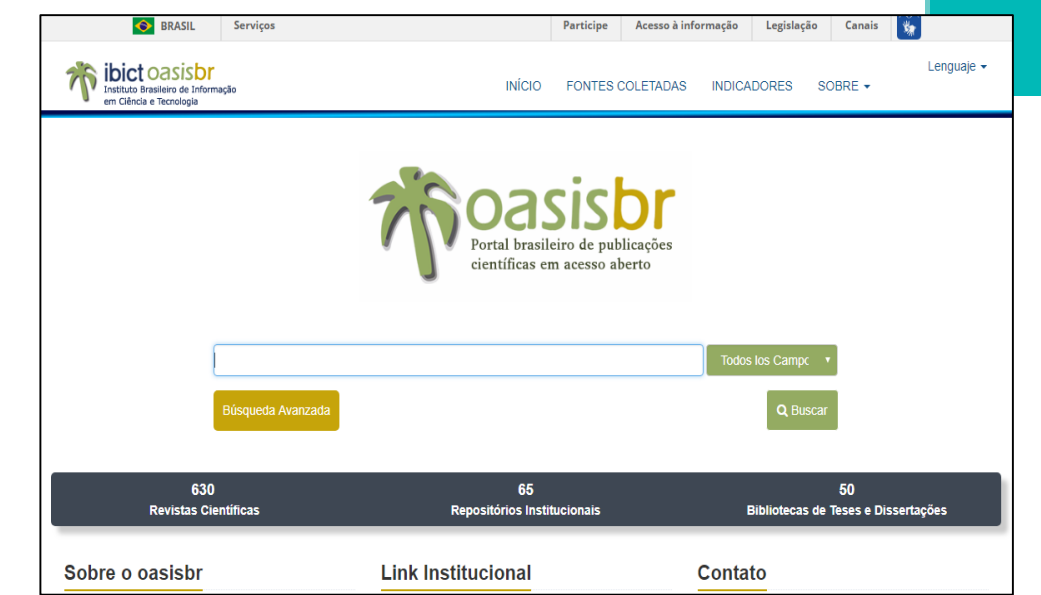 BRASIL Serviços Participe Acesso à informação Legislação Canais
ibict oasisbr
Instituto Brasileiro de Informação
em Ciência e Tecnologia
Lenguaje
INÍCIO FONTES COLETADAS INDICADORES SOBRE
oasisbr
Portal brasileiro de publicações
científicas em acesso aberto
Todos los Campc
Búsqueda Avanzada Buscar
630 65 50
Revistas Científicas Repositórios Institucionais Bibliotecas de Teses e Dissertações
Sobre o oasisbr Link Institucional Contato